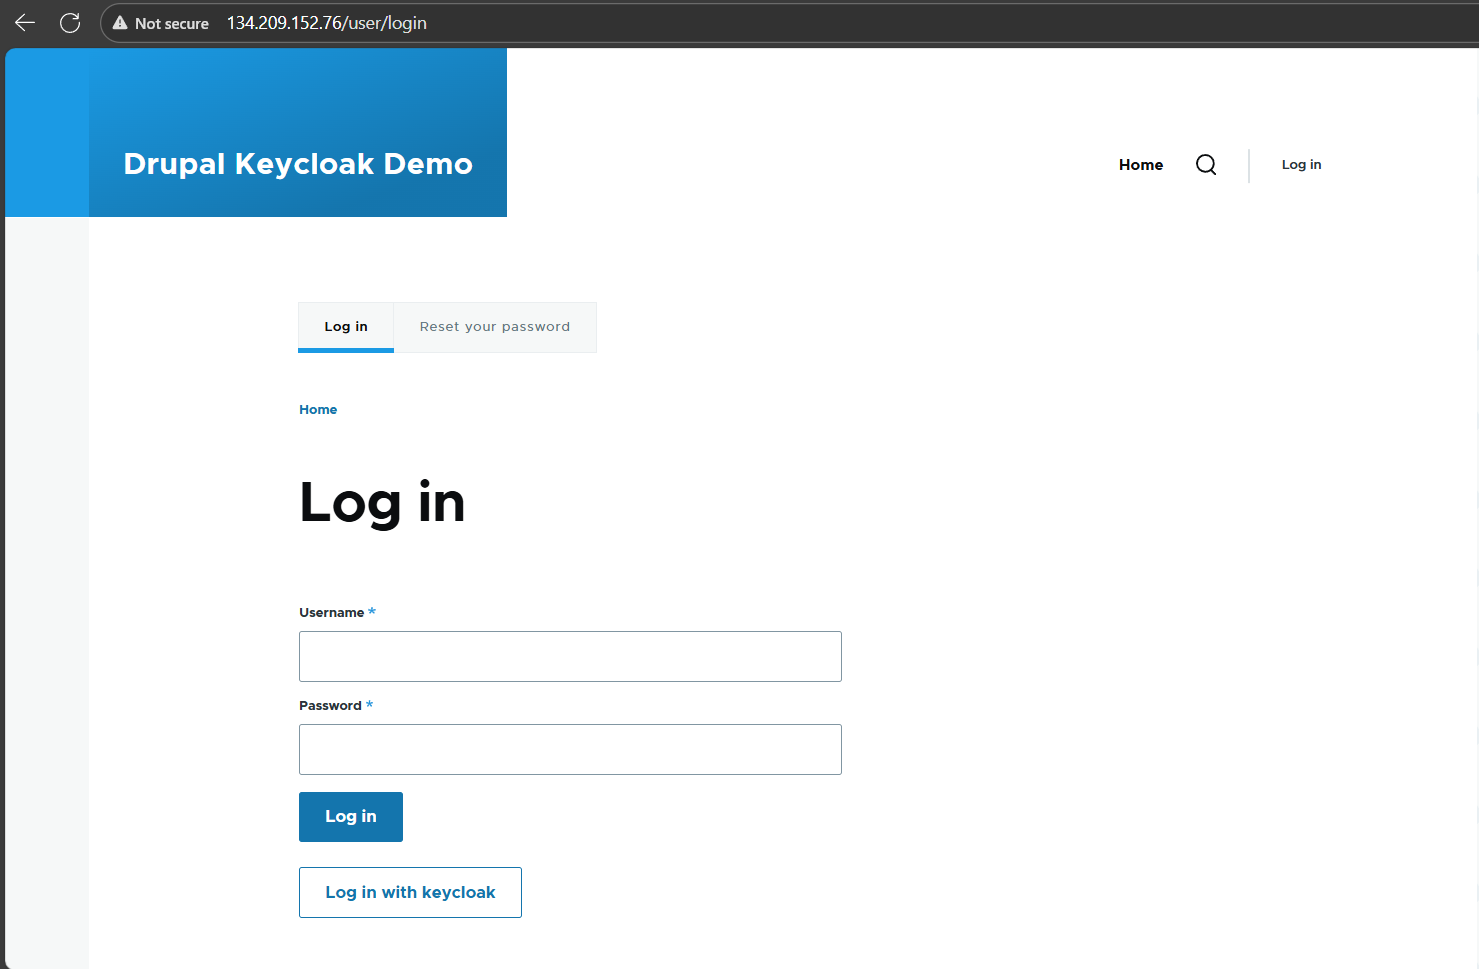 Not secure 134.209.152.76/user/login
Drupal Keycloak Demo
Home Log in
Log in Reset your password
Home
Log in
Username *
Password *
Log in
Log in with keycloak